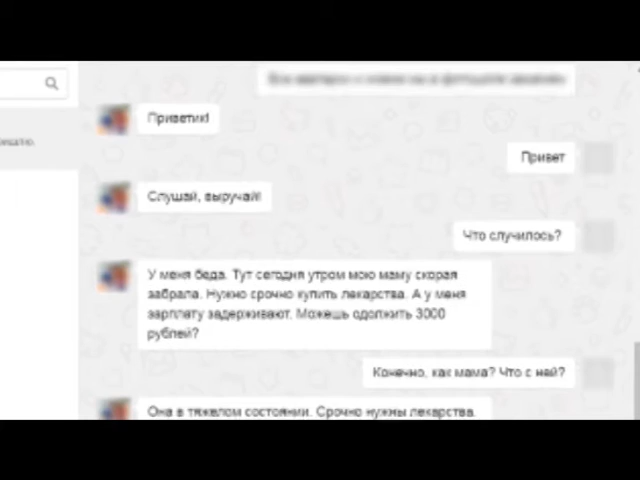 Приветик!
Привет
Слушай, выручай!
Что случилось?
У меня беда. Тут сегодня утром мою маму скорая
забрала. Нужно срочно купить лекарства. А у меня
зарплату задерживают. Можешь одолжить 3000
рублей?
Конечно, как мама? Что с ней?
Она в тяжелом состоянии. Срочно нужны лекарства.